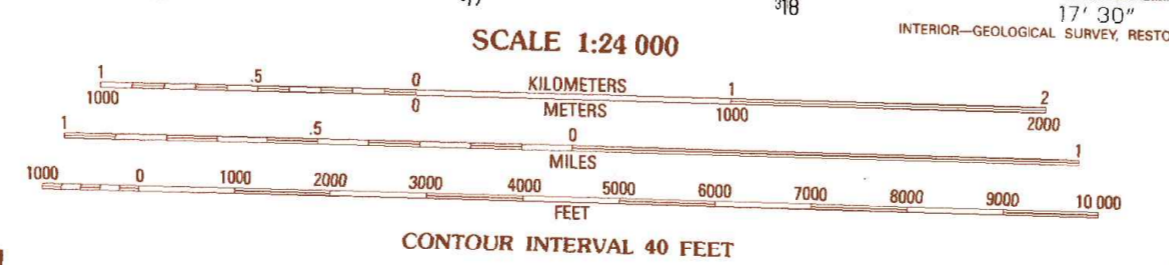 ³18
17' 30"
SCALE 1:24 000
INTERIOR—GEOLOGICAL SURVEY,
1 .5 0 KILOMETERS 1 2
1000 0 METERS 1000 2000
1 .5 0 1
MILES
1000 0 1000 2000 3000 4000 5000 6000 7000 8000 9000 10 000
FEET
CONTOUR INTERVAL 40 FEET